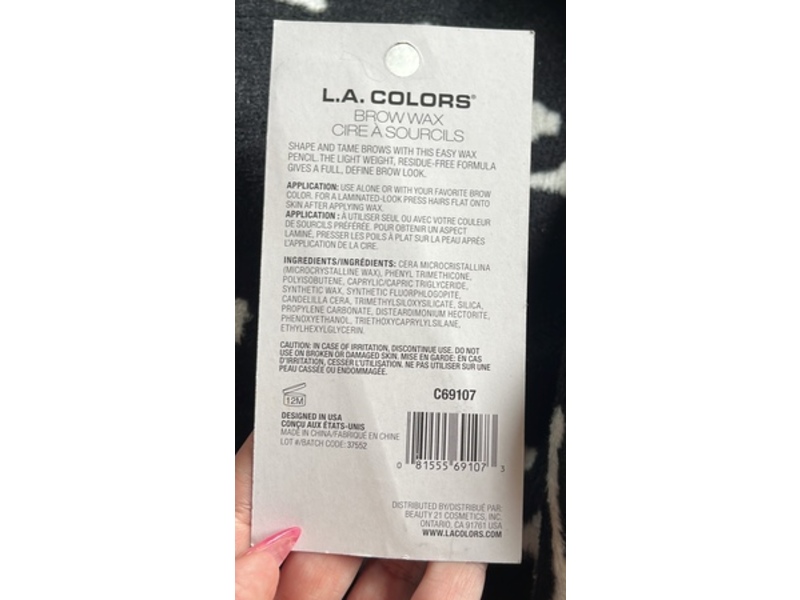 L.A. COLORS®
BROW WAX
CIRE À SOURCILS
SHAPE AND TAME BROWS WITH THIS EASY WAX
PENCIL.THE LIGHT WEIGHT, RESIDUE-FREE FORMULA
GIVES A FULL, DEFINE BROW LOOK.
APPLICATION: USE ALONE OR WITH YOUR FAVORITE BROW
COLOR. FOR A LAMINATED-LOOK PRESS HAIRS FLAT ONTO
SKIN AFTER APPLYING WAX.
APPLICATION : À UTILISER SEUL OU AVEC VOTRE COULEUR
DE SOURCILS PRÉFÉRÉE. POUR OBTENIR UN ASPECT
LAMINÉ, PRESSER LES POILS À PLAT SUR LA PEAU APRÈS
L'APPLICATION DE LA CIRE.
INGREDIENTS/INGRÉDIENTS: CERA MICROCRISTALLINA
(MICROCRYSTALLINE WAX), PHENYL TRIMETHICONE,
POLYISOBUTENE, CAPRYLIC/CAPRIC TRIGLYCERIDE,
SYNTHETIC WAX, SYNTHETIC FLUORPHLOGOPITE,
CANDELILLA CERA, TRIMETHYLSILOXYSILICATE, SILICA,
PROPYLENE CARBONATE, DISTEARDIMONIUM HECTORITE,
PHENOXYETHANOL, TRIETHOXYCAPRYLYLSILANE,
ETHYLHEXYLGLYCERIN.
CAUTION: IN CASE OF IRRITATION, DISCONTINUE USE. DO NOT
USE ON BROKEN OR DAMAGED SKIN. MISE EN GARDE: EN CAS
D'IRRITATION, CESSER L'UTILISATION. NE PAS UTILISER SUR UNE
PEAU CASSÉE OU ENDOMMAGÉE.
12M
C69107
DESIGNED IN USA
CONÇU AUX ÉTATS-UNIS
MADE IN CHINA/FABRIQUÉ EN CHINE
LOT #/BATCH CODE: 37552
0 81555 69107 3
DISTRIBUTED BY/DISTRIBUÉ PAR:
BEAUTY 21 COSMETICS, INC.
ONTARIO, CA 91761 USA
WWW.LACOLORS.COM